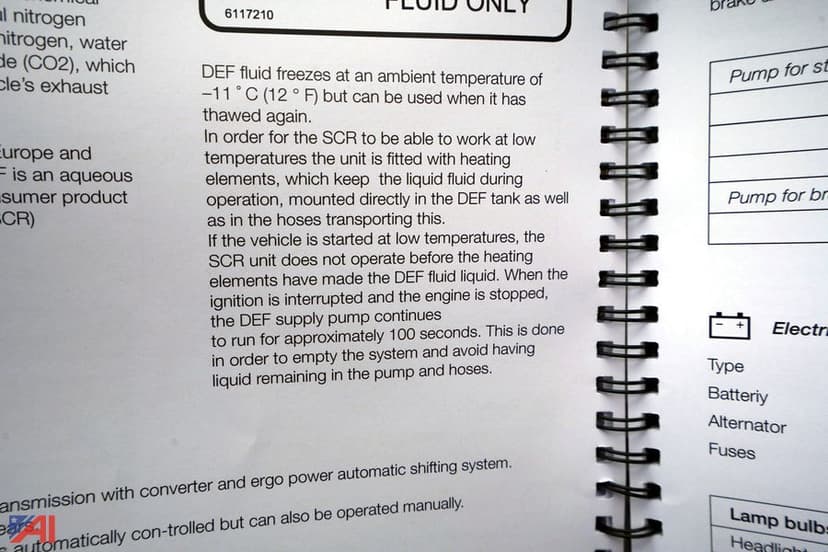 al nitrogen
nitrogen, water
de (CO2), which
cle's exhaust
Europe and
F is an aqueous
sumer product
SCR)
6117210
FLUID ONLY
DEF fluid freezes at an ambient temperature of
–11 ° C (12 ° F) but can be used when it has
thawed again.
In order for the SCR to be able to work at low
temperatures the unit is fitted with heating
elements, which keep the liquid fluid during
operation, mounted directly in the DEF tank as well
as in the hoses transporting this.
If the vehicle is started at low temperatures, the
SCR unit does not operate before the heating
elements have made the DEF fluid liquid. When the
ignition is interrupted and the engine is stopped,
the DEF supply pump continues
to run for approximately 100 seconds. This is done
in order to empty the system and avoid having
liquid remaining in the pump and hoses.
ansmission with converter and ergo power automatic shifting system.
ears
automatically con-trolled but can also be operated manually.
AI
brake
Pump for st
Pump for br
Electri
Type
Batteriy
Alternator
Fuses
Lamp bulbs
Headligh